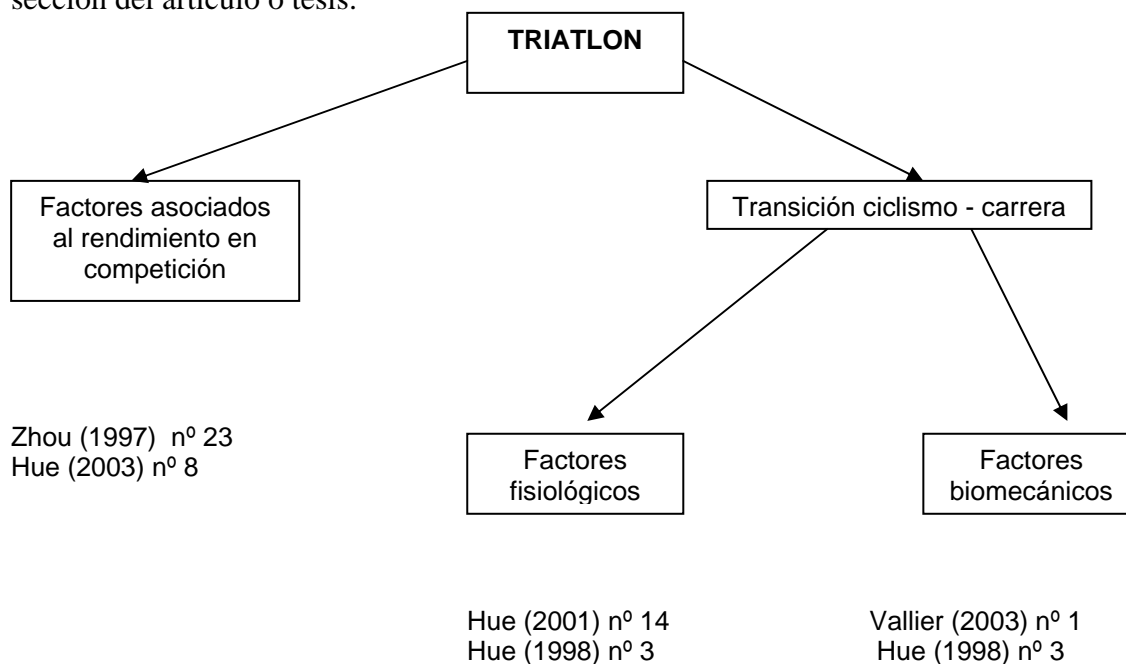 sección del artículo o tesis.
TRIATLON
Factores asociados
al rendimiento en
competición
Transición ciclismo - carrera
Zhou (1997) nº 23
Hue (2003) nº 8
Factores
fisiológicos
Factores
biomecánicos
Hue (2001) nº 14
Hue (1998) nº 3
Vallier (2003) nº 1
Hue (1998) nº 3